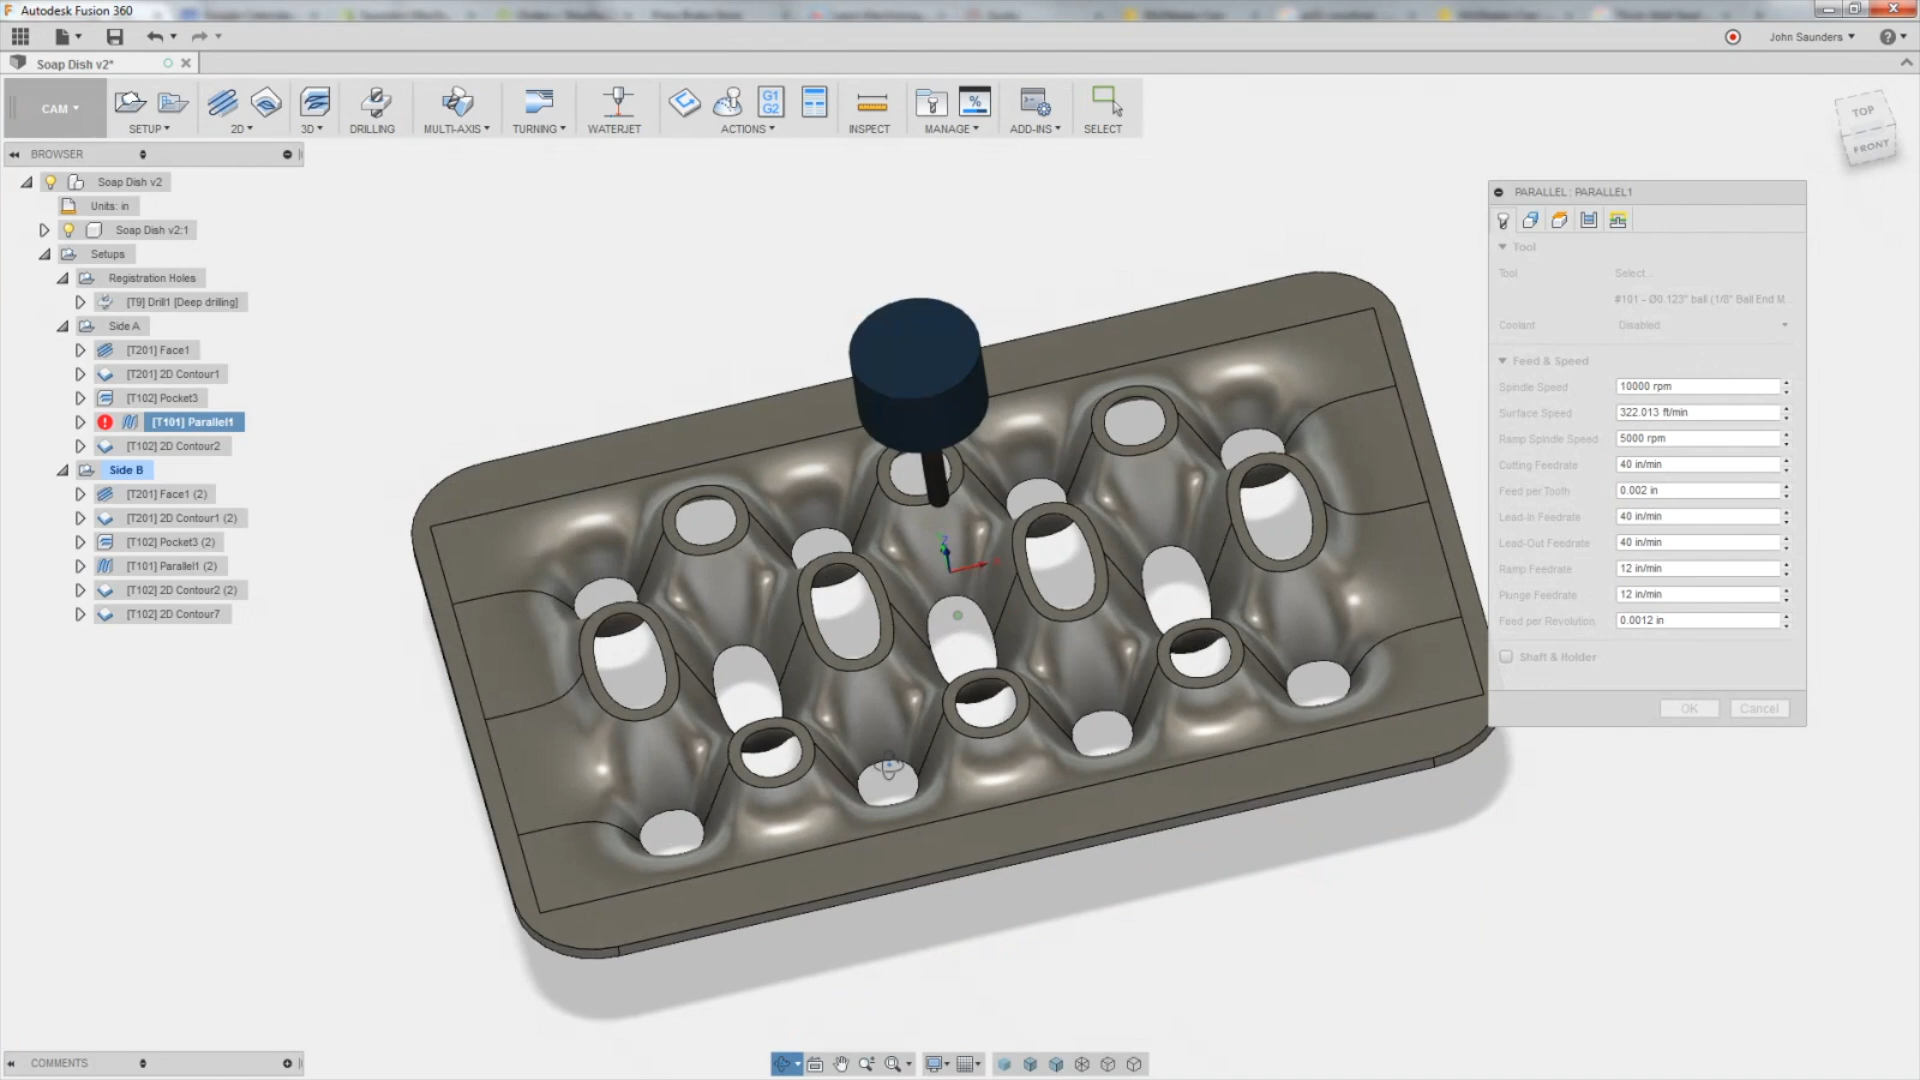 Autodesk Fusion 360
John Saunders
Soap Dish v2*
CAM
SETUP
2D
3D
DRILLING
MULTI-AXIS
TURNING
WATERJET
G1
G2
ACTIONS
INSPECT
%
MANAGE
ADD-INS
SELECT
TOP
FRONT
BROWSER
Soap Dish v2
Units: in
Soap Dish v2:1
Setups
Registration Holes
[T9] Drill1 [Deep drilling]
Side A
[T201] Face1
[T201] 2D Contour1
[T102] Pocket3
[T101] Parallel1
[T102] 2D Contour2
Side B
[T201] Face1 (2)
[T201] 2D Contour1 (2)
[T102] Pocket3 (2)
[T101] Parallel1 (2)
[T102] 2D Contour2 (2)
[T102] 2D Contour7
Z
PARALLEL : PARALLEL1
Tool
Tool Select...
#101 - Ø0.123" ball (1/8" Ball End M...
Coolant Disabled
Feed & Speed
Spindle Speed 10000 rpm
Surface Speed 322.013 ft/min
Ramp Spindle Speed 5000 rpm
Cutting Feedrate 40 in/min
Feed per Tooth 0.002 in
Lead-In Feedrate 40 in/min
Lead-Out Feedrate 40 in/min
Ramp Feedrate 12 in/min
Plunge Feedrate 12 in/min
Feed per Revolution 0.0012 in
Shaft & Holder
OK Cancel
COMMENTS